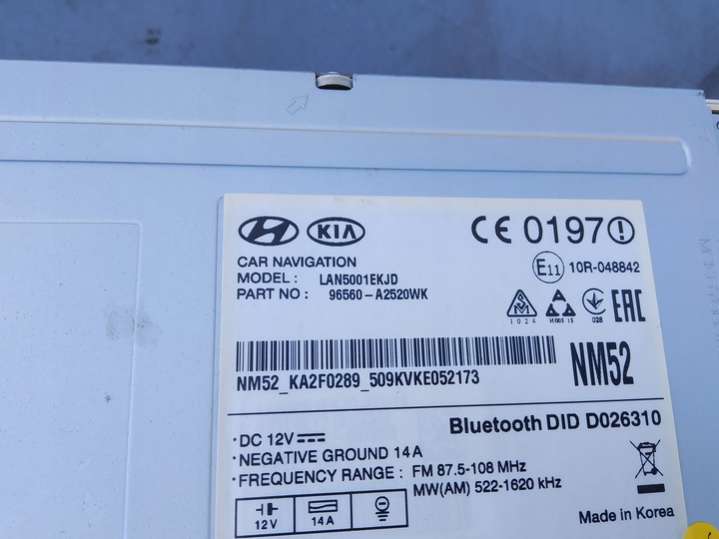 KIA
CE 0197
CAR NAVIGATION
MODEL : LAN5001EKJD
PART NO : 96560-A2520WK
E11 10R-048842
1024
028
EAC
NM52_KA2F0289_509KVKE052173
NM52
Bluetooth DID D026310
· DC 12V
· NEGATIVE GROUND 14A
· FREQUENCY RANGE : FM 87.5-108 MHz
MW(AM) 522-1620 kHz
12V
14A
Made in Korea